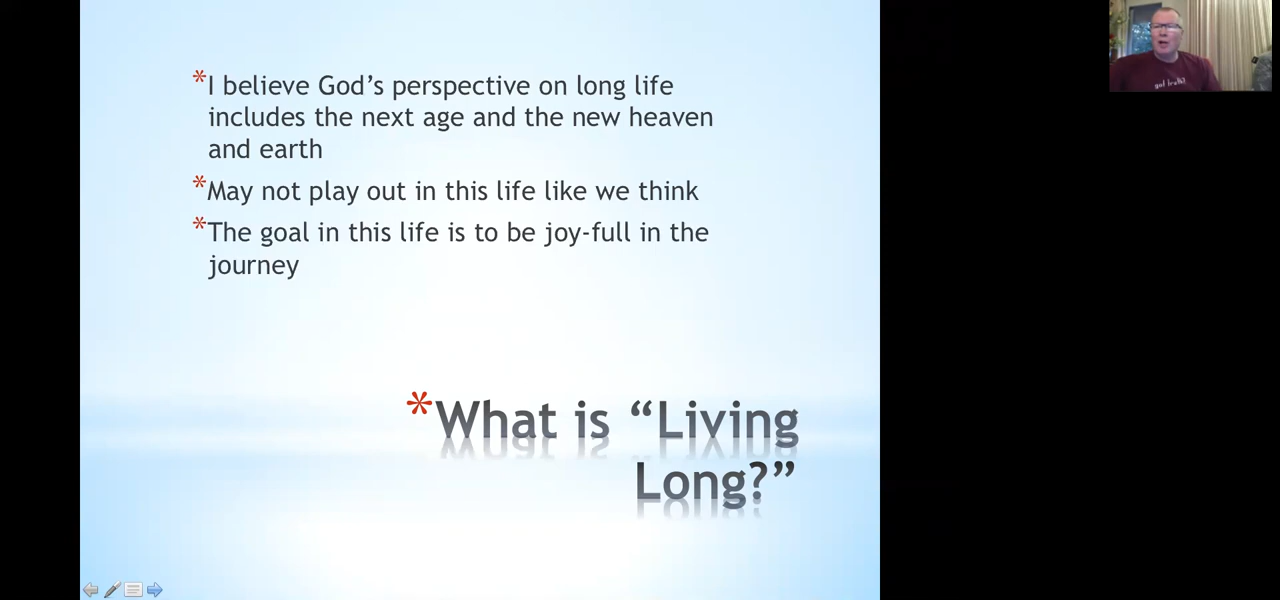 *I believe God's perspective on long life
includes the next age and the new heaven
and earth
*May not play out in this life like we think
*The goal in this life is to be joy-full in the
journey
*What is “Living
Long?”
got truth?